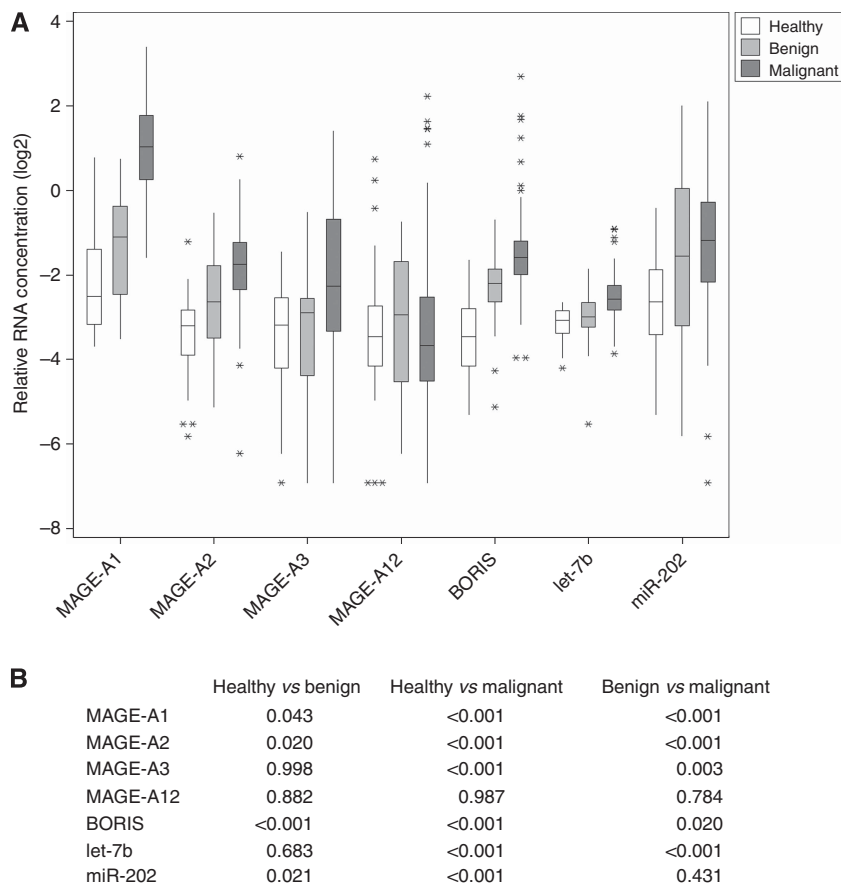 A
Healthy
Benign
Malignant
Relative RNA concentration (log2)
4
2
0
−2
−4
−6
−8
MAGE-A1
MAGE-A2
MAGE-A3
MAGE-A12
BORIS
let-7b
miR-202
B
Healthy vs benign Healthy vs malignant Benign vs malignant
MAGE-A1 0.043 <0.001 <0.001
MAGE-A2 0.020 <0.001 <0.001
MAGE-A3 0.998 <0.001 0.003
MAGE-A12 0.882 0.987 0.784
BORIS <0.001 <0.001 0.020
let-7b 0.683 <0.001 <0.001
miR-202 0.021 <0.001 0.431